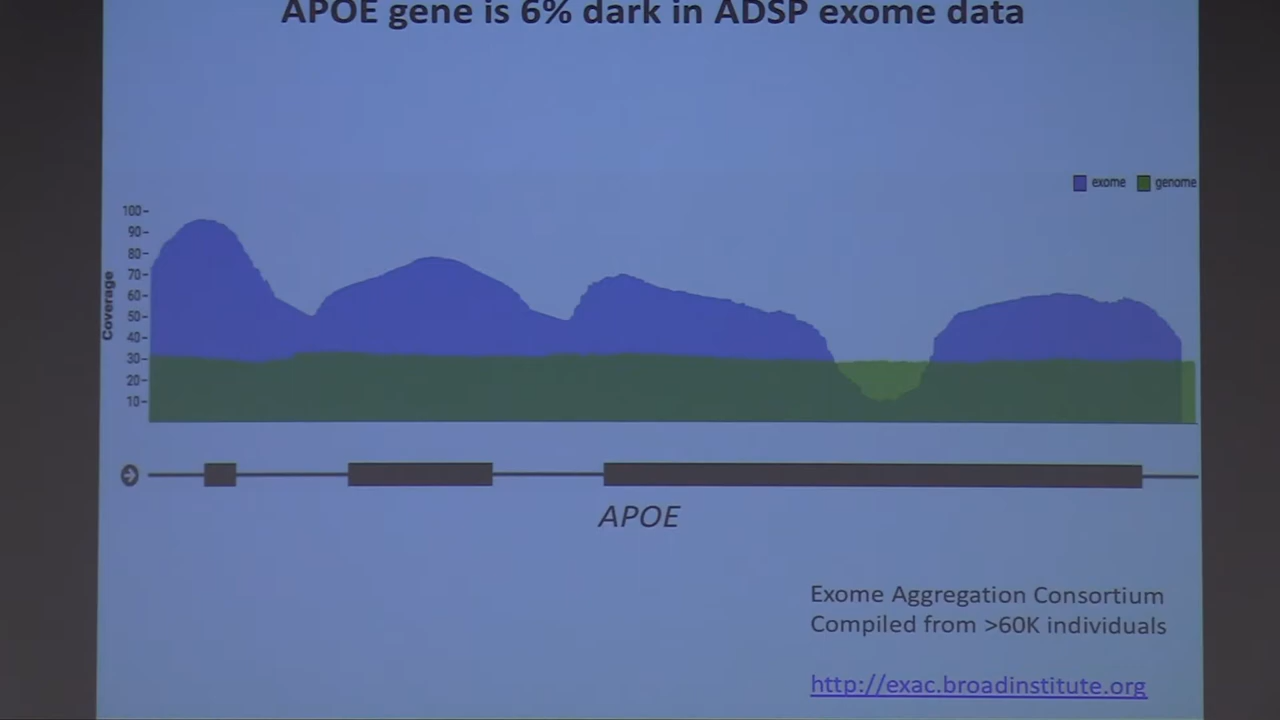 APOE gene is 6% dark in ADSP exome data
exome genome
100
90
80
70
60
50
40
30
20
10
Coverage
APOE
Exome Aggregation Consortium
Compiled from >60K individuals
http://exac.broadinstitute.org